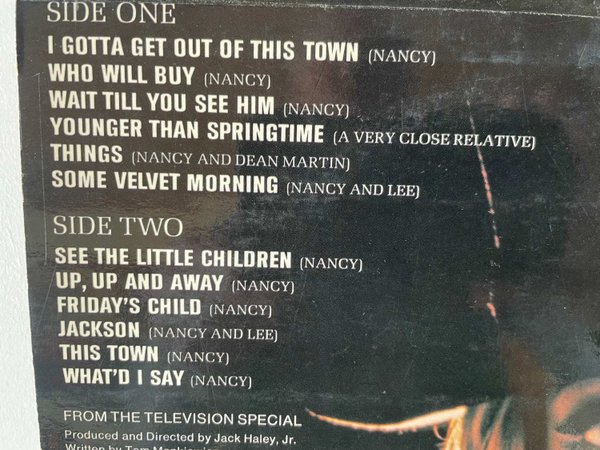 SIDE ONE
I GOTTA GET OUT OF THIS TOWN (NANCY)
WHO WILL BUY (NANCY)
WAIT TILL YOU SEE HIM (NANCY)
YOUNGER THAN SPRINGTIME (A VERY CLOSE RELATIVE)
THINGS (NANCY AND DEAN MARTIN)
SOME VELVET MORNING (NANCY AND LEE)
SIDE TWO
SEE THE LITTLE CHILDREN (NANCY)
UP, UP AND AWAY (NANCY)
FRIDAY'S CHILD (NANCY)
JACKSON (NANCY AND LEE)
THIS TOWN (NANCY)
WHAT'D I SAY (NANCY)
FROM THE TELEVISION SPECIAL
Produced and Directed by Jack Haley, Jr.
Written by Tom